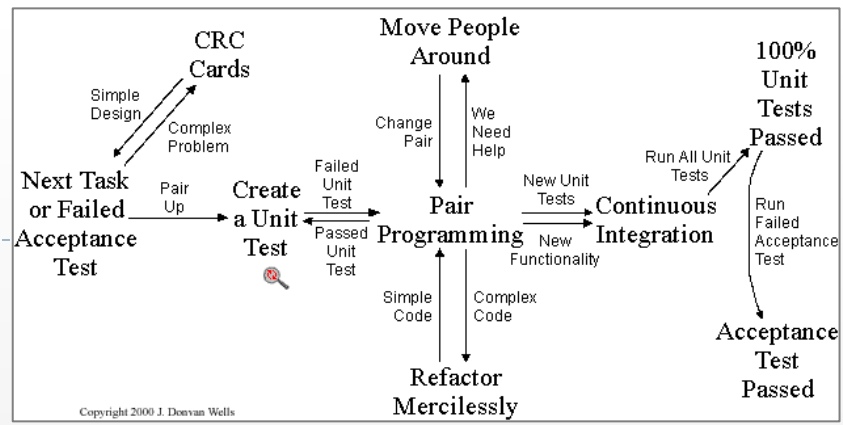 CRC
Cards
Simple
Design
Complex
Problem
Next Task
or Failed
Acceptance
Test
Pair
Up
Create
a Unit
Test
Failed
Unit
Test
Passed
Unit
Test
Move People
Around
Change
Pair
We
Need
Help
Pair
Programming
Simple
Code
Complex
Code
Refactor
Mercilessly
New Unit
Tests
New
Functionality
Continuous
Integration
Run All Unit
Tests
100%
Unit
Tests
Passed
Run
Failed
Acceptance
Test
Acceptance
Test
Passed
Copyright 2000 J. Donvan Wells